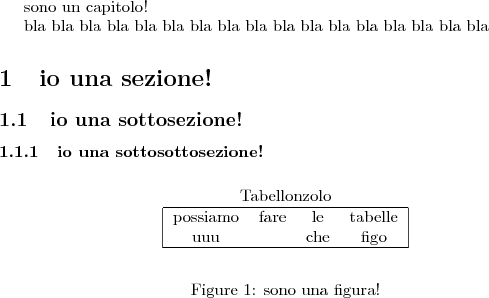 sono un capitolo!
bla bla bla bla bla bla bla bla bla bla bla bla bla bla bla bla bla
1 io una sezione!
1.1 io una sottosezione!
1.1.1 io una sottosottosezione!
Tabellonzolo
possiamo fare le tabelle
uuu che figo
Figure 1: sono una figura!